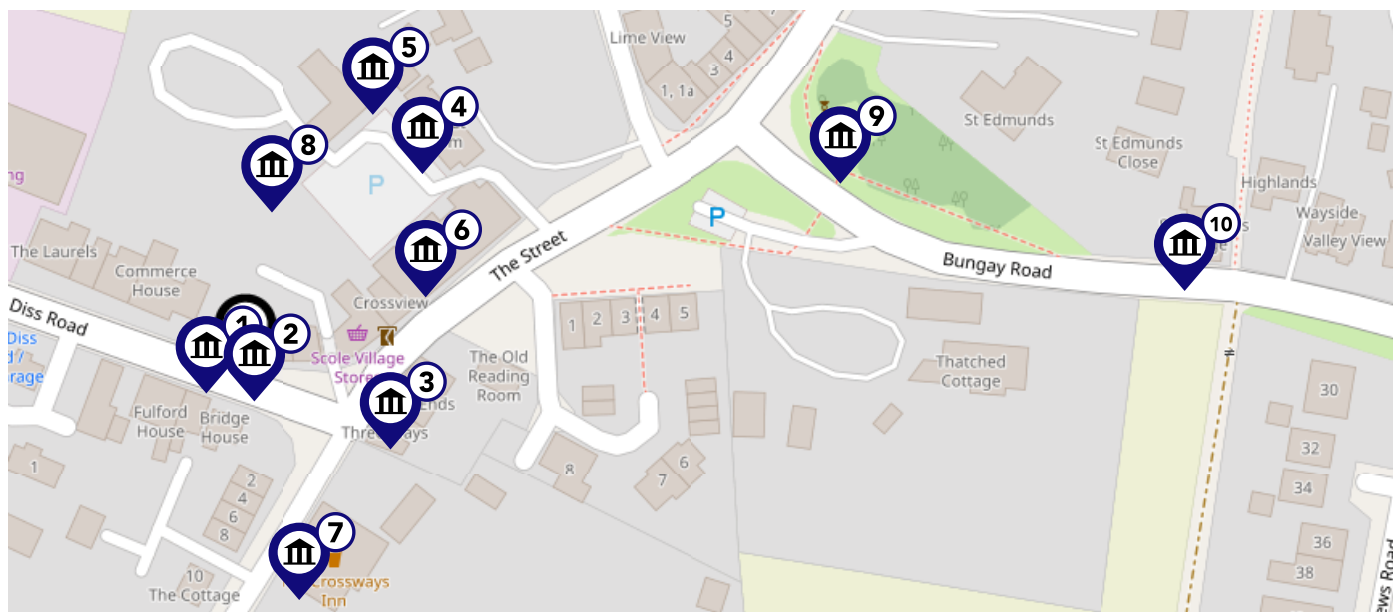 5
Lime View
5
4
3
1, 1a
4
9
St Edmunds
8
St Edmunds
Close
P
Highlands
P
10
Wayside
Valley View
6
The Laurels
The Street
Commerce
House
Bungay Road
Crossview
Diss Road
1
2
3
4
5
1
2
Diss
Scole Village
Store
The Old
Reading
Room
Thatched
Cottage
3
Ends
30
Fulford
House
Bridge
House
32
1
2
4
6
8
8
6
7
34
7
36
38
10
The Cottage
Crossways
Inn
Road